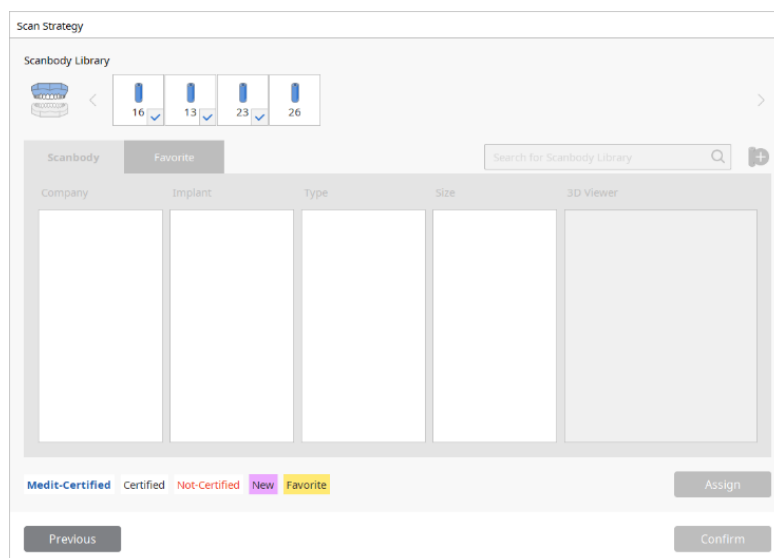 Scan Strategy
Scanbody Library
16 13 23 26
Scanbody Favorite Search for Scanbody Library
Company Implant Type Size 3D Viewer
Medit-Certified Certified Not-Certified New Favorite Assign
Previous Confirm